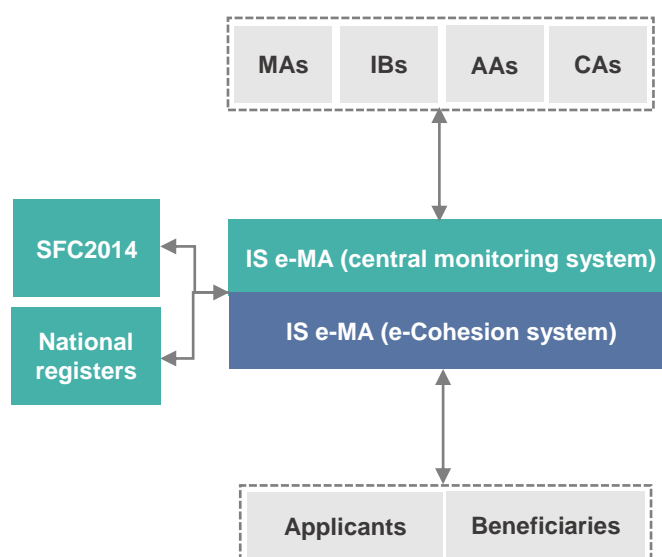 MAs
IBs
AAs
CAs
SFC2014
IS e-MA (central monitoring system)
IS e-MA (e-Cohesion system)
National
registers
Applicants
Beneficiaries